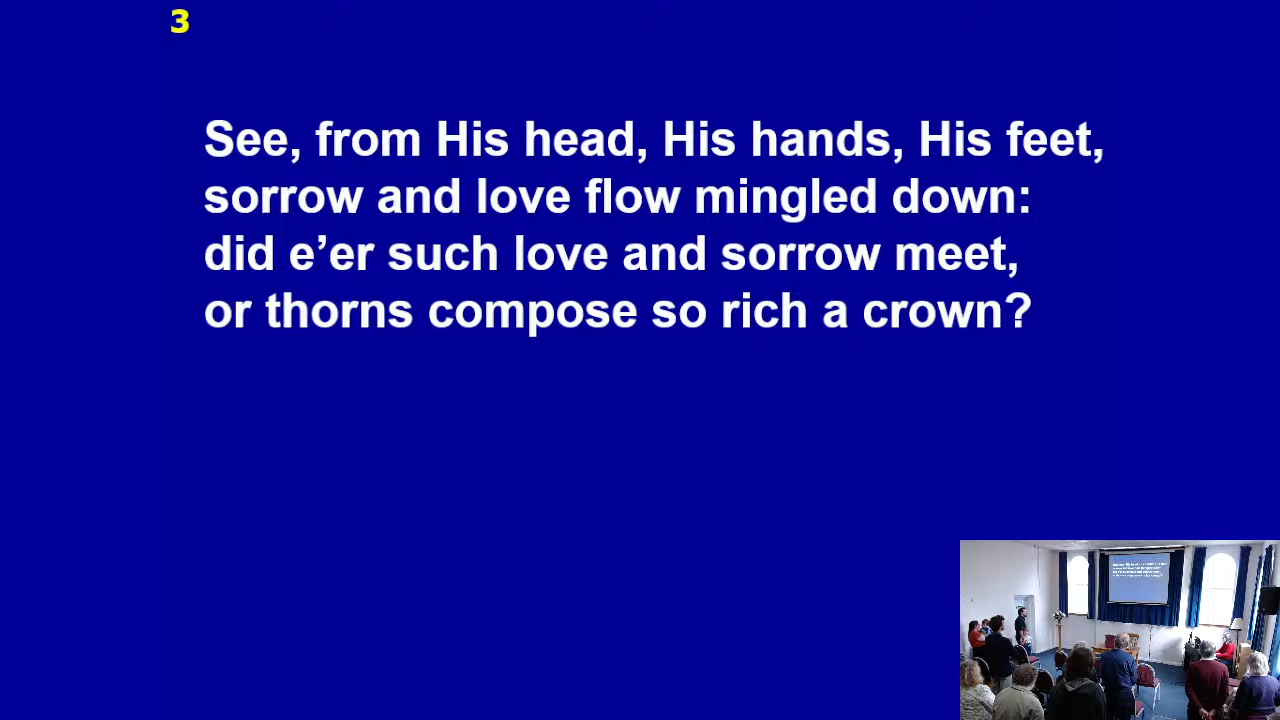 3
See, from His head, His hands, His feet,
sorrow and love flow mingled down:
did e’er such love and sorrow meet,
or thorns compose so rich a crown?